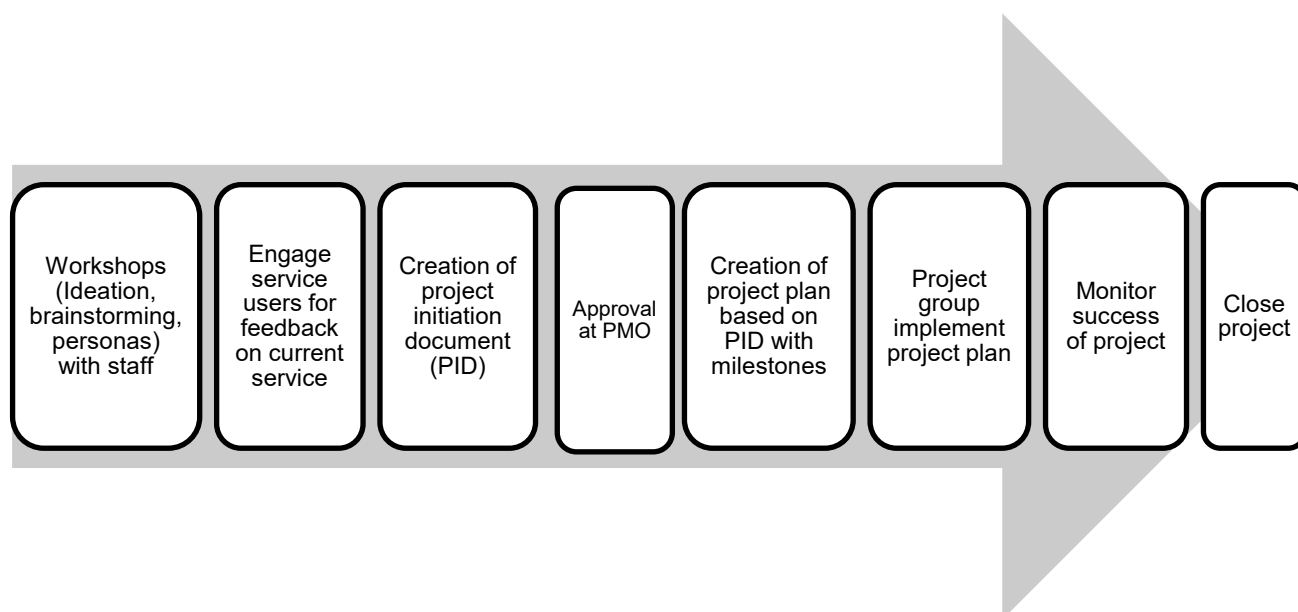 Workshops
(Ideation,
brainstorming,
personas)
with staff
Engage
service
users for
feedback
on current
service
Creation of
project
initiation
document
(PID)
Approval
at PMO
Creation of
project plan
based on
PID with
milestones
Project
group
implement
project plan
Monitor
success
of project
Close
project